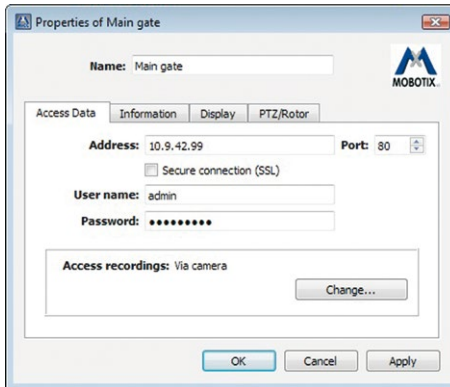 Properties of Main gate
Name: Main gate
MOBOTIX
Access Data Information Display PTZ/Rotor
Address: 10.9.42.99 Port: 80
Secure connection (SSL)
User name: admin
Password: •••••••••
Access recordings: Via camera
Change...
OK Cancel Apply